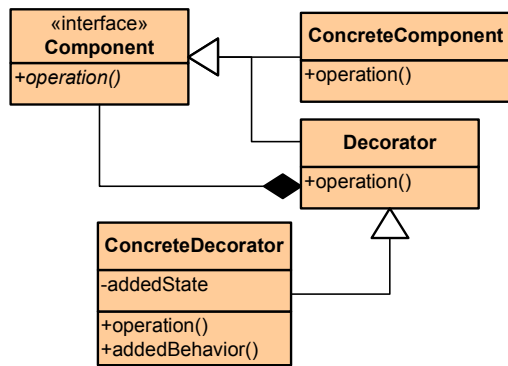 «interface»
Component
+operation()
ConcreteComponent
+operation()
Decorator
+operation()
ConcreteDecorator
-addedState
+operation()
+addedBehavior()